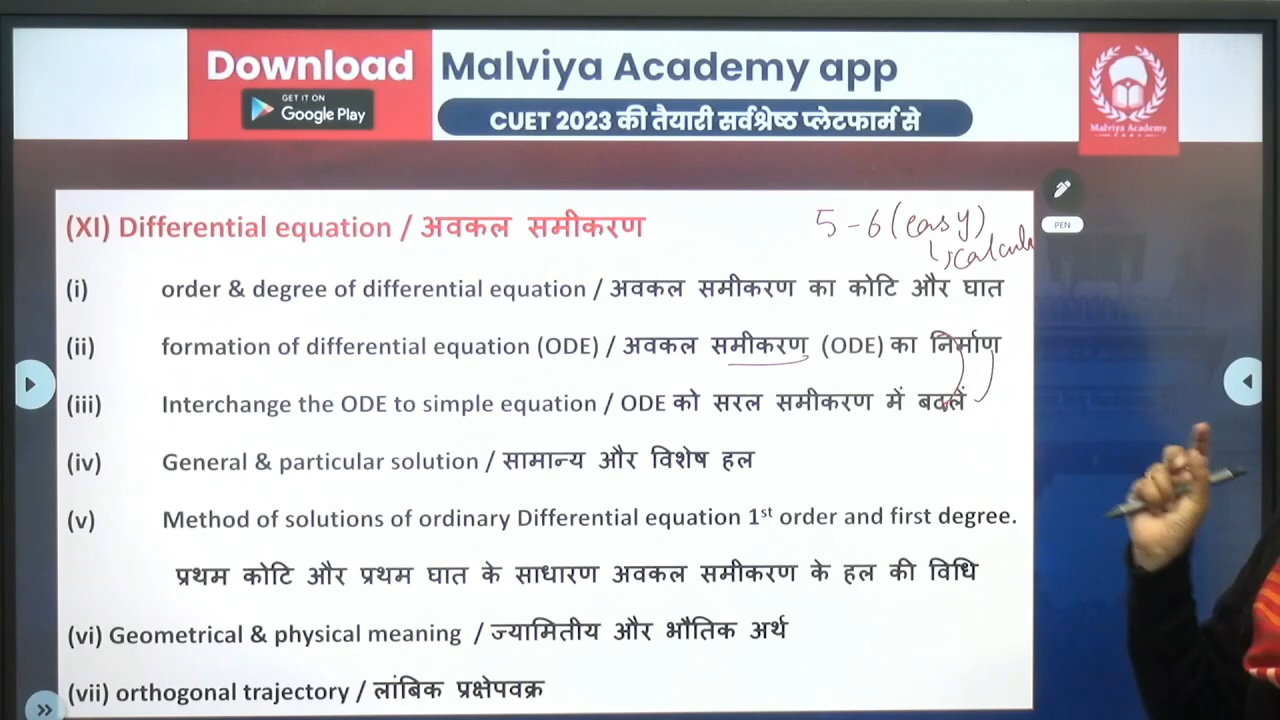 Download Malviya Academy app
GET IT ON
Google Play
CUET 2023 की तैयारी सर्वश्रेष्ठ प्लेटफार्म से
Malviya Academy
(XI) Differential equation / अवकल समीकरण
5-6 (easy)
PEN
(i) order & degree of differential equation / अवकल समीकरण का कोटि और घात
(ii) formation of differential equation (ODE) / अवकल समीकरण (ODE) का निर्माण
(iii) Interchange the ODE to simple equation / ODE को सरल समीकरण में बदलें
(iv) General & particular solution / सामान्य और विशेष हल
(v) Method of solutions of ordinary Differential equation 1st order and first degree.
प्रथम कोटि और प्रथम घात के साधारण अवकल समीकरण के हल की विधि
(vi) Geometrical & physical meaning / ज्यामितीय और भौतिक अर्थ
(vii) orthogonal trajectory / लांबिक प्रक्षेपवक्र